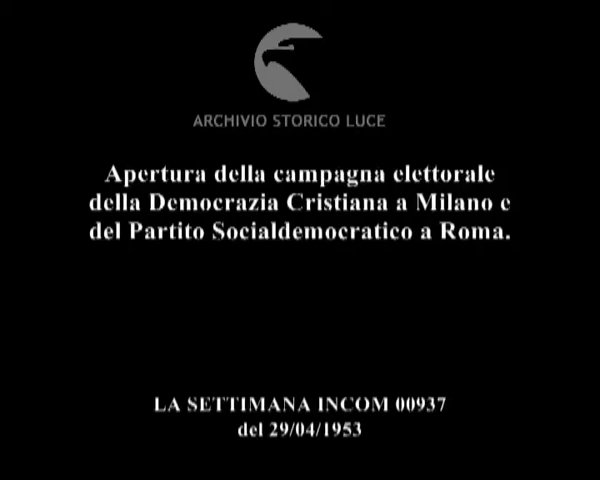 ARCHIVIO STORICO LUCE
Apertura della campagna elettorale
della Democrazia Cristiana a Milano e
del Partito Socialdemocratico a Roma.
LA SETTIMANA INCOM 00937
del 29/04/1953